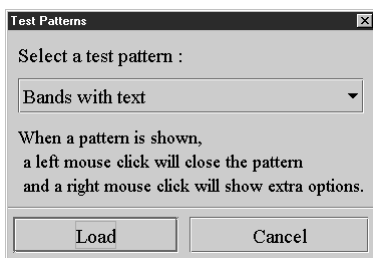 Test Patterns
Select a test pattern :
Bands with text
When a pattern is shown,
a left mouse click will close the pattern
and a right mouse click will show extra options.
Load Cancel